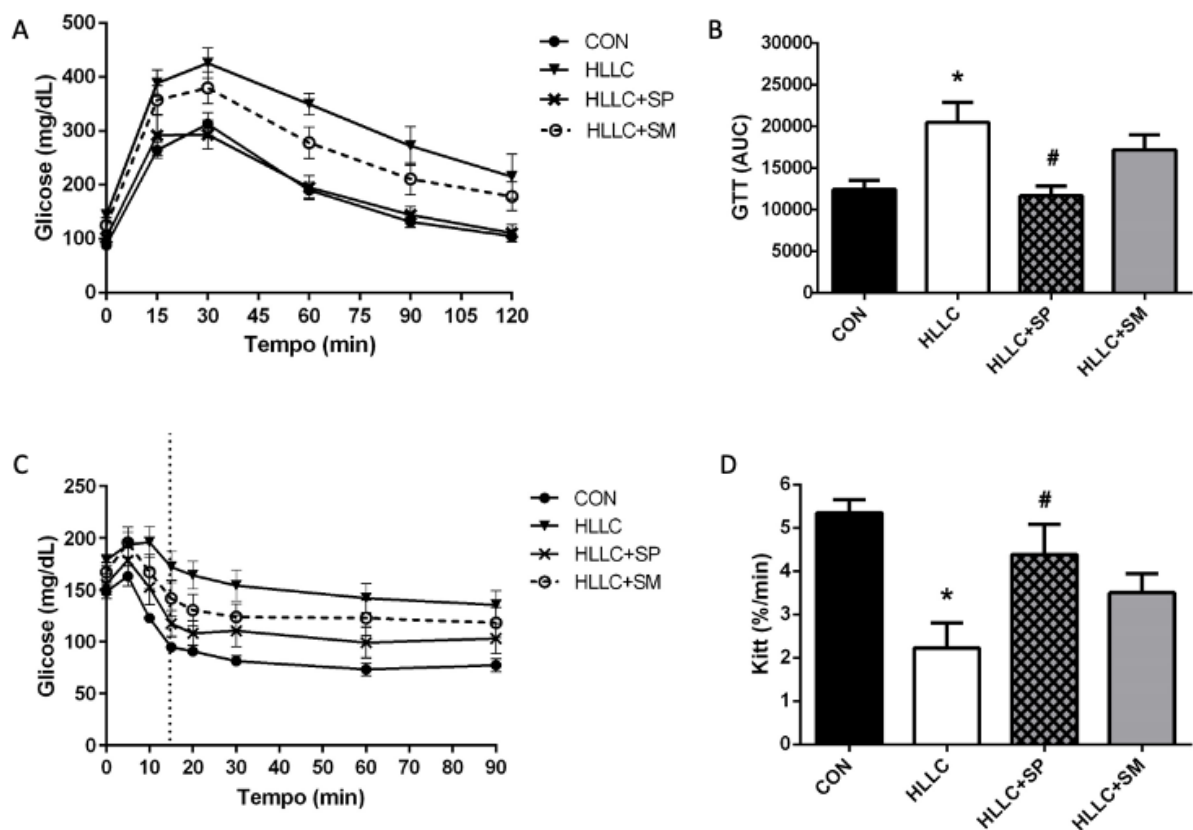 A
Glicose (mg/dL)
500
400
300
200
100
0
0 15 30 45 60 75 90 105 120
Tempo (min)
CON
HLLC
HLLC+SP
HLLC+SM
B
GTT (AUC)
30000
25000
20000
15000
10000
5000
0
*
#
CON HLLC HLLC+SP HLLC+SM
C
Glicose (mg/dL)
250
200
150
100
50
0
0 10 20 30 40 50 60 70 80 90
Tempo (min)
CON
HLLC
HLLC+SP
HLLC+SM
D
Kitt (%/min)
6
5
4
3
2
1
0
*
#
CON HLLC HLLC+SP HLLC+SM